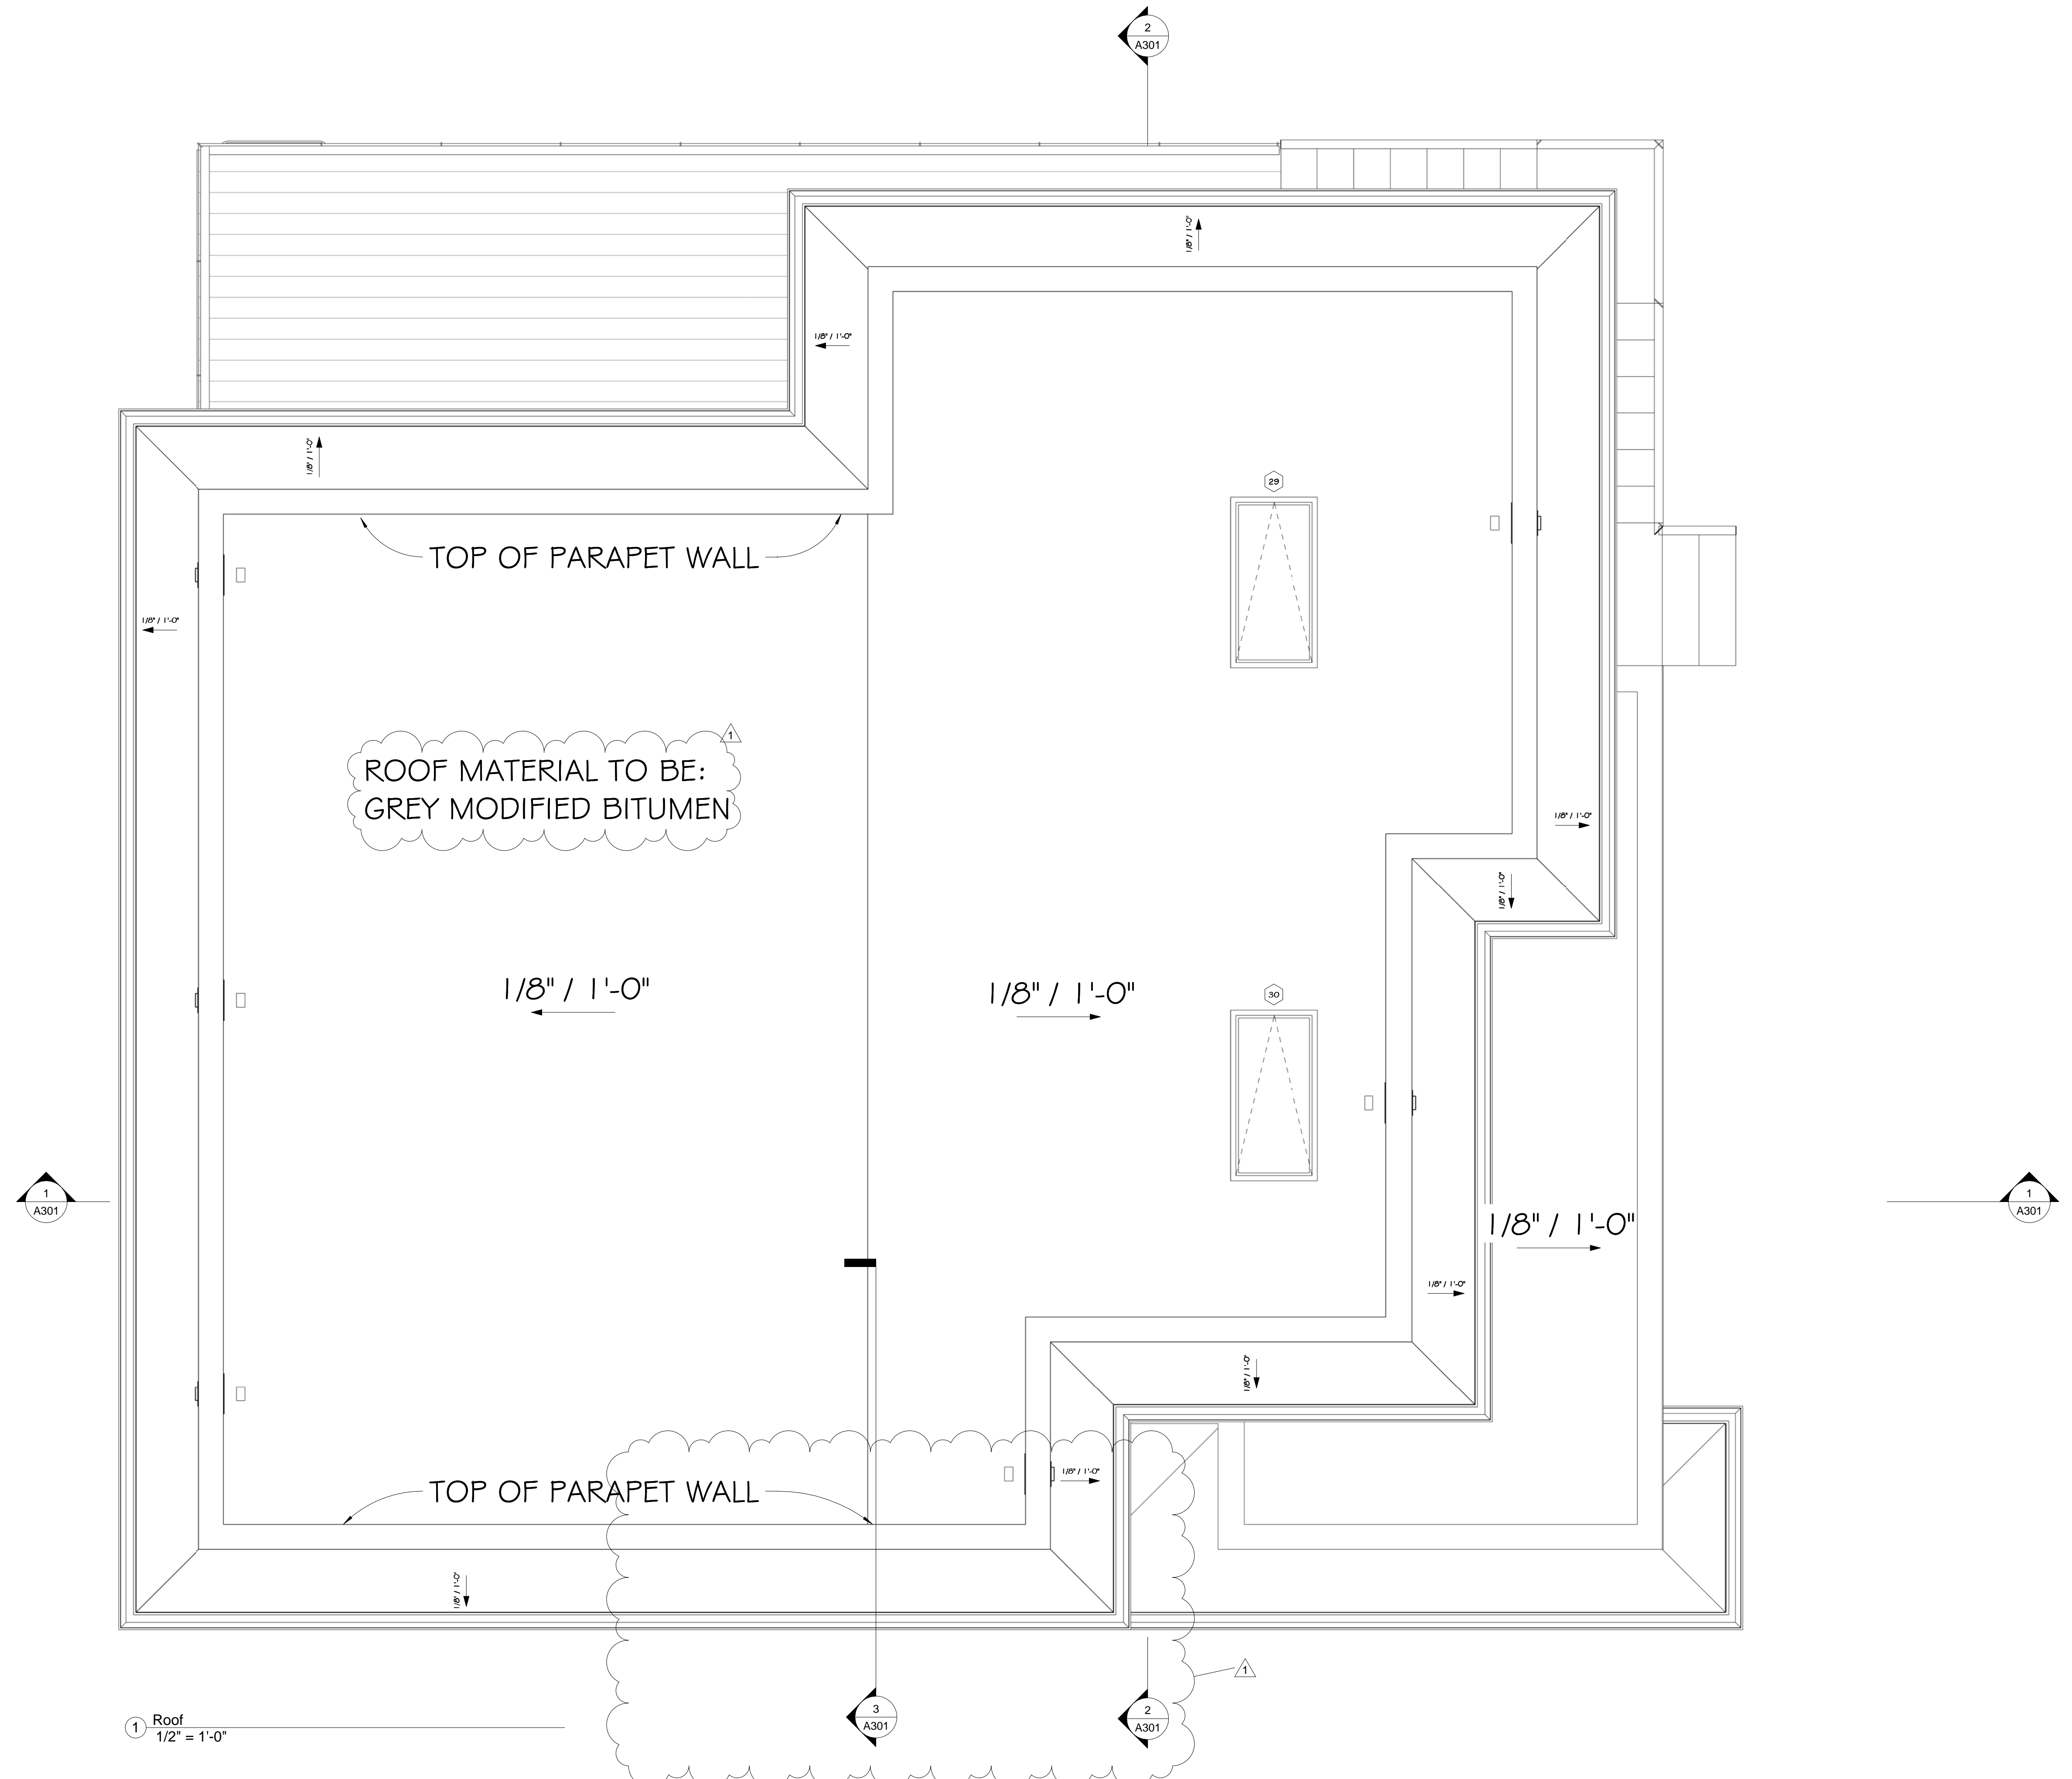 2
A301
1/8" / 1'-0"
1/8" / 1'-0"
1/8" / 1'-0"
29
TOP OF PARAPET WALL
1/8" / 1'-0"
1
ROOF MATERIAL TO BE:
GREY MODIFIED BITUMEN
1/8" / 1'-0"
1/8" / 1'-0"
1/8" / 1'-0"
1/8" / 1'-0"
30
1
A301
1
A301
1/8" / 1'-0"
1/8" / 1'-0"
1/8" / 1'-0"
1/8" / 1'-0"
TOP OF PARAPET WALL
1/8" / 1'-0"
1
3
A301
2
A301
1
Roof
1/2" = 1'-0"